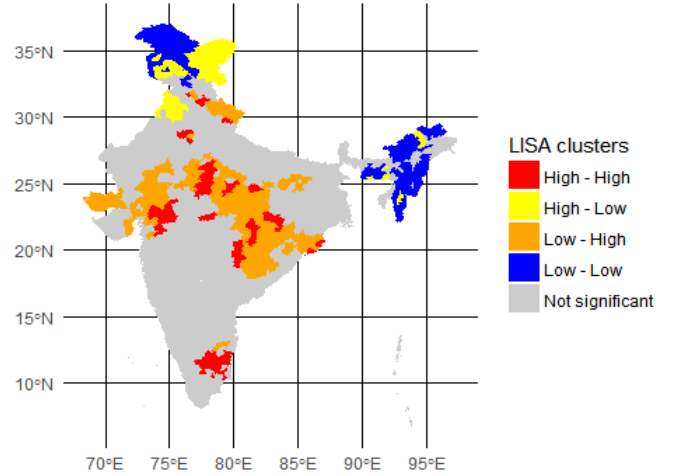 35°N
30°N
25°N
20°N
15°N
10°N
70°E 75°E 80°E 85°E 90°E 95°E
LISA clusters
High - High
High - Low
Low - High
Low - Low
Not significant